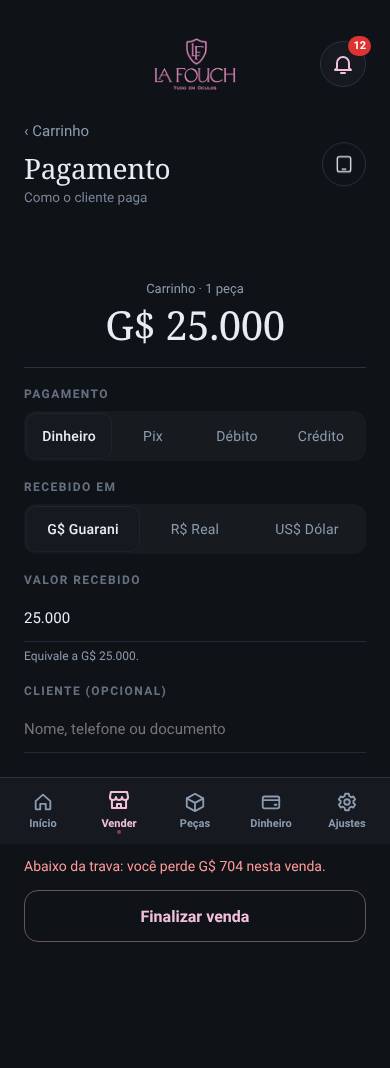 LF
LA FOUCH
TUDO EM ÓCULOS
12
‹ Carrinho
Pagamento
Como o cliente paga
Carrinho · 1 peça
G$ 25.000
PAGAMENTO
Dinheiro Pix Débito Crédito
RECEBIDO EM
G$ Guarani R$ Real US$ Dólar
VALOR RECEBIDO
25.000
Equivale a G$ 25.000.
CLIENTE (OPCIONAL)
Nome, telefone ou documento
Início Vender Peças Dinheiro Ajustes
Abaixo da trava: você perde G$ 704 nesta venda.
Finalizar venda